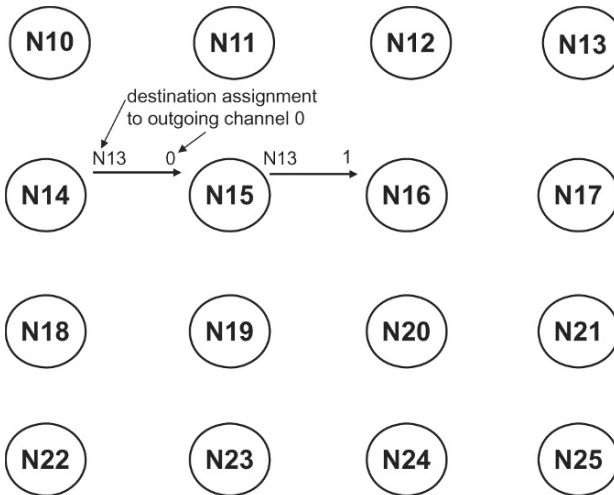 N10 N11 N12 N13
destination assignment
to outgoing channel 0
N13 0 N13 1
N14 N15 N16 N17
N18 N19 N20 N21
N22 N23 N24 N25